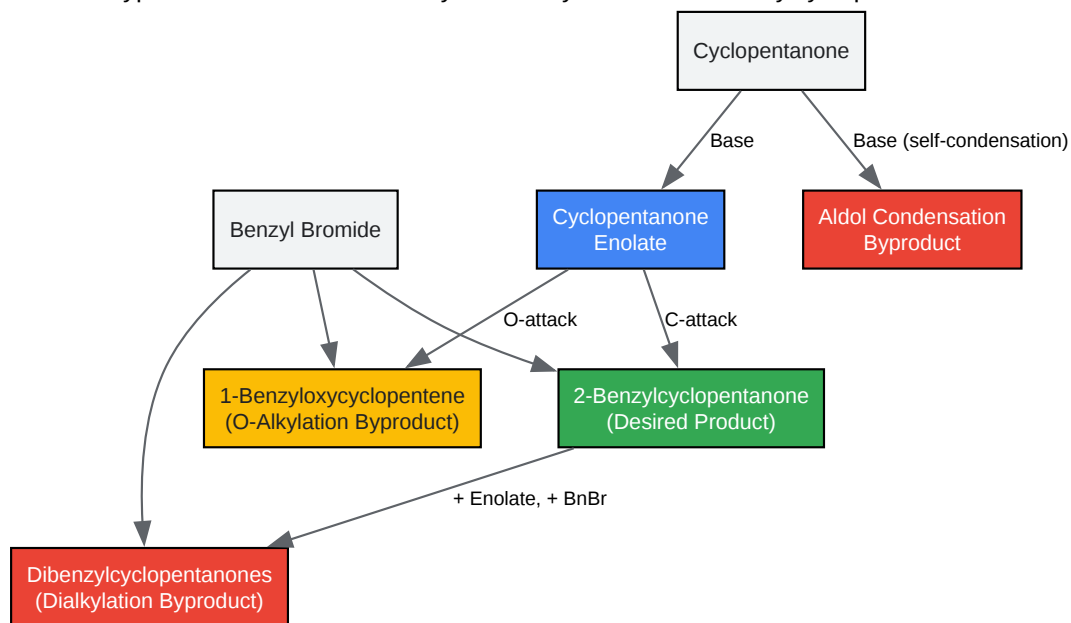 Cyclopentanone
Base
Base (self-condensation)
Benzyl Bromide
Cyclopentanone
Enolate
Aldol Condensation
Byproduct
O-attack
C-attack
1-Benzyloxycyclopentene
(O-Alkylation Byproduct)
2-Benzylcyclopentanone
(Desired Product)
+ Enolate, + BnBr
Dibenzylcyclopentanones
(Dialkylation Byproduct)